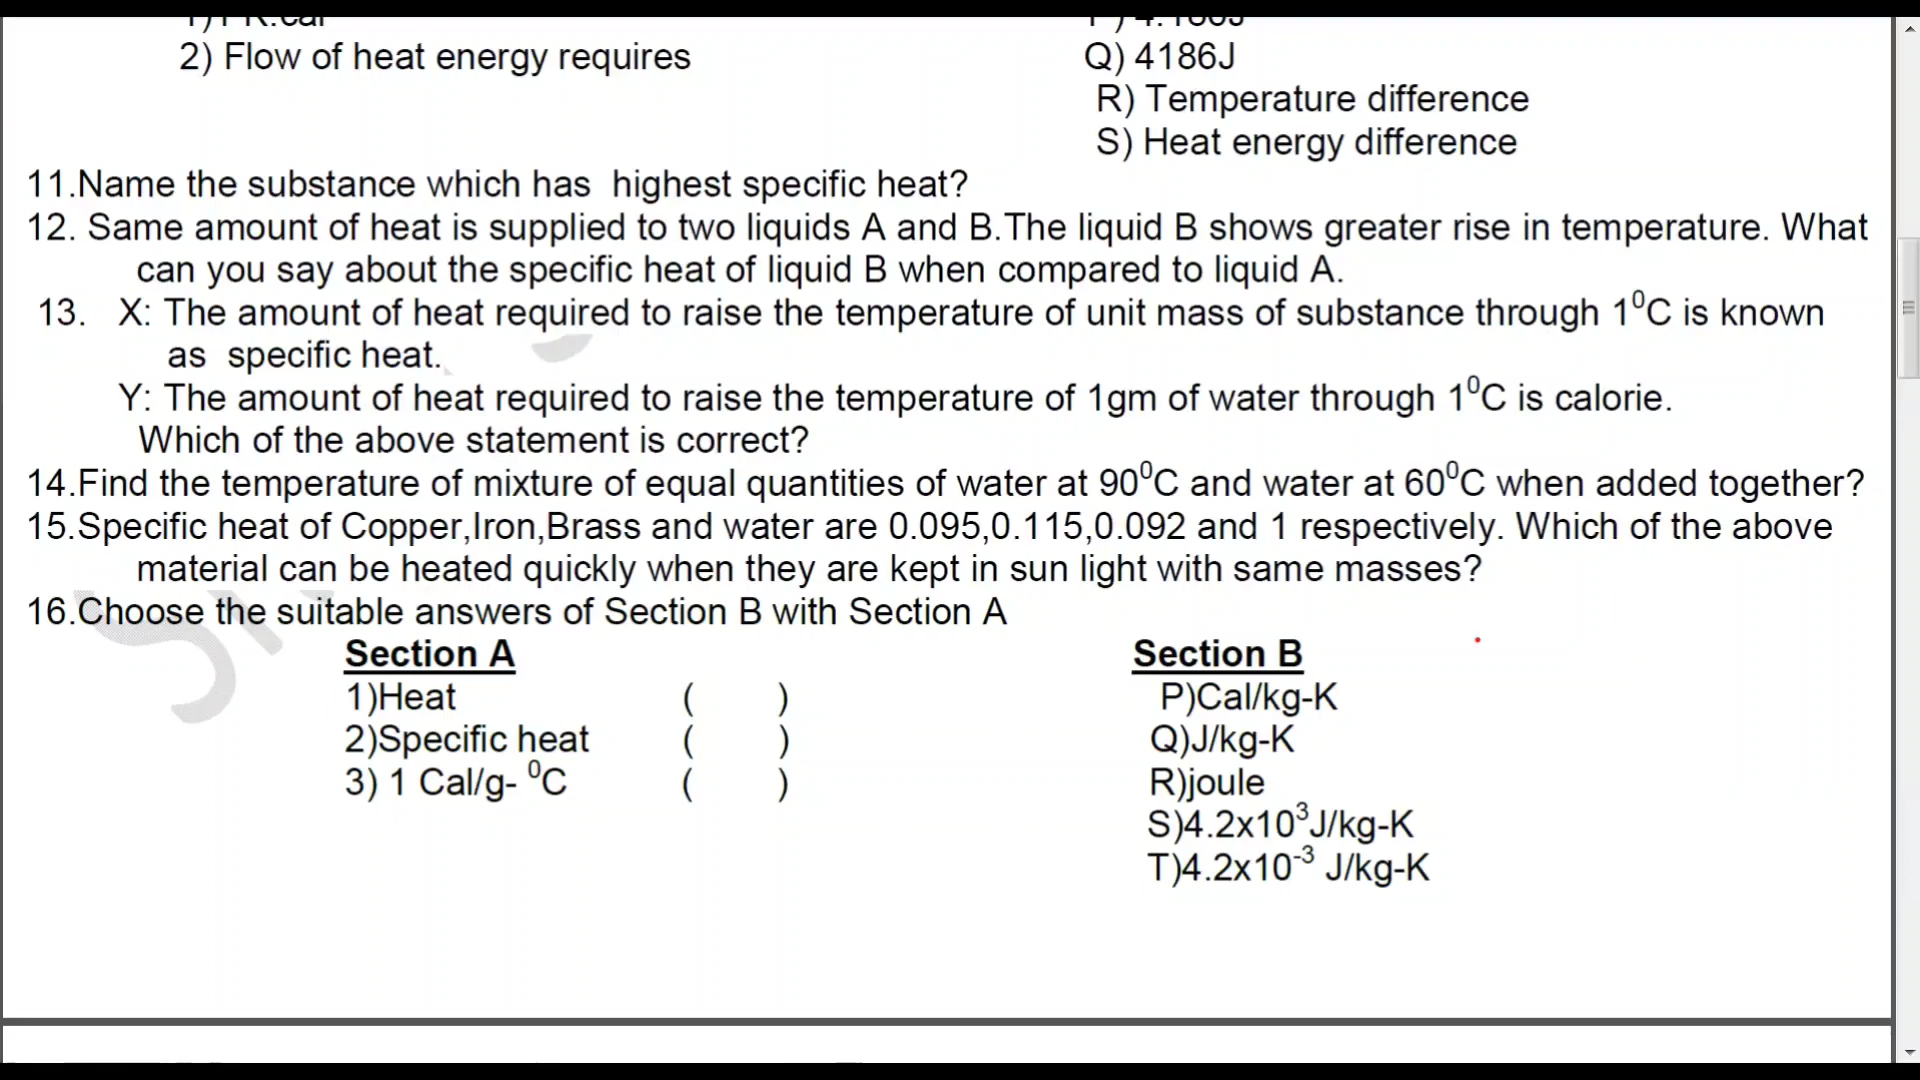 2) Flow of heat energy requires Q) 4186J
R) Temperature difference
S) Heat energy difference
11.Name the substance which has highest specific heat?
12. Same amount of heat is supplied to two liquids A and B.The liquid B shows greater rise in temperature. What
can you say about the specific heat of liquid B when compared to liquid A.
13. X: The amount of heat required to raise the temperature of unit mass of substance through 1⁰C is known
as specific heat.
Y: The amount of heat required to raise the temperature of 1gm of water through 1⁰C is calorie.
Which of the above statement is correct?
14.Find the temperature of mixture of equal quantities of water at 90⁰C and water at 60⁰C when added together?
15.Specific heat of Copper,Iron,Brass and water are 0.095,0.115,0.092 and 1 respectively. Which of the above
material can be heated quickly when they are kept in sun light with same masses?
16.Choose the suitable answers of Section B with Section A
Section A Section B
1)Heat ( ) P)Cal/kg-K
2)Specific heat ( ) Q)J/kg-K
3) 1 Cal/g- ⁰C ( ) R)joule
S)4.2x10³J/kg-K
T)4.2x10⁻³ J/kg-K